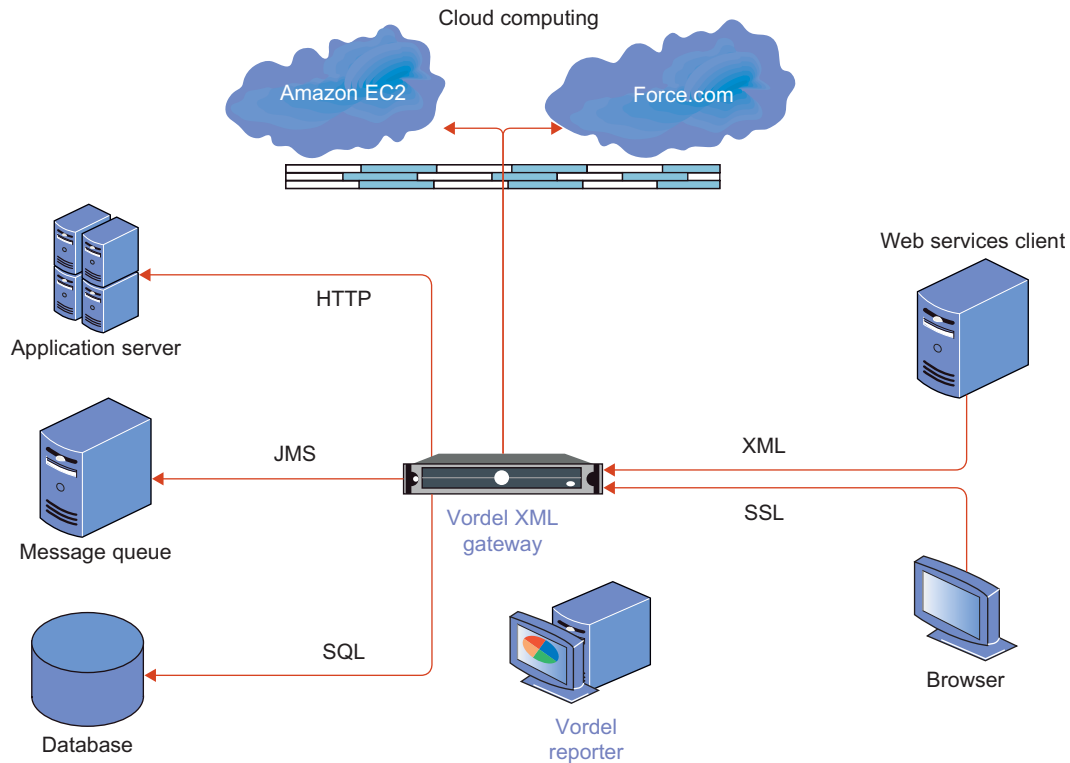 Cloud computing
Amazon EC2
Force.com
Web services client
HTTP
Application server
XML
JMS
SSL
Vordel XML
gateway
Message queue
SQL
Browser
Database
Vordel
reporter